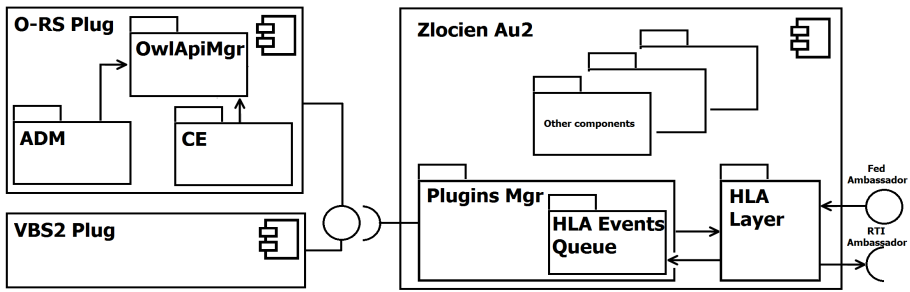 O-RS Plug
OwlApiMgr
ADM
CE
VBS2 Plug
Zlocien Au2
Other components
Plugins Mgr
HLA Events
Queue
HLA
Layer
Fed
Ambassador
RTI
Ambassador